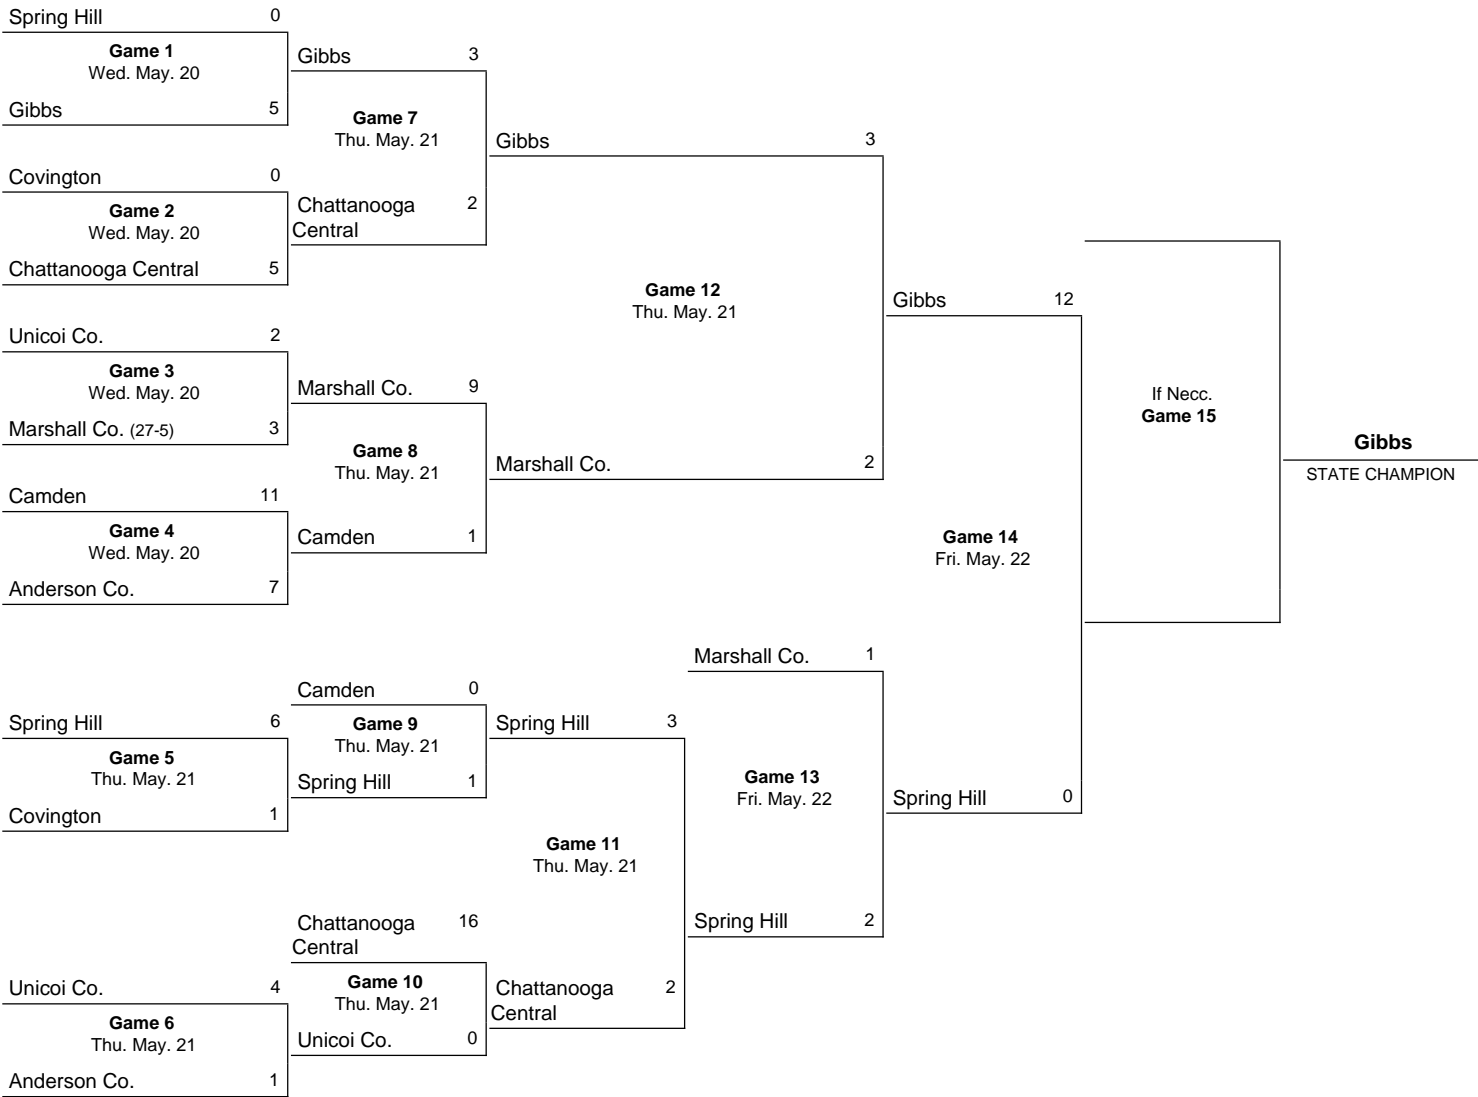 Spring Hill 0
Game 1
Wed. May. 20
Gibbs 5
Covington 0
Game 2
Wed. May. 20
Chattanooga Central 5
Unicoi Co. 2
Game 3
Wed. May. 20
Marshall Co. (27-5) 3
Camden 11
Game 4
Wed. May. 20
Anderson Co. 7
Spring Hill 6
Game 5
Thu. May. 21
Covington 1
Unicoi Co. 4
Game 6
Thu. May. 21
Anderson Co. 1
Gibbs 3
Game 7
Thu. May. 21
Chattanooga 2
Central
Marshall Co. 9
Game 8
Thu. May. 21
Camden 1
Camden 0
Game 9
Thu. May. 21
Spring Hill 1
Chattanooga 16
Central
Game 10
Thu. May. 21
Unicoi Co. 0
Gibbs 3
Game 12
Thu. May. 21
Marshall Co. 2
Spring Hill 3
Game 11
Thu. May. 21
Chattanooga 2
Central
Marshall Co. 1
Game 13
Fri. May. 22
Spring Hill 2
Gibbs 12
Game 14
Fri. May. 22
Spring Hill 0
If Necc.
Game 15
Gibbs
STATE CHAMPION